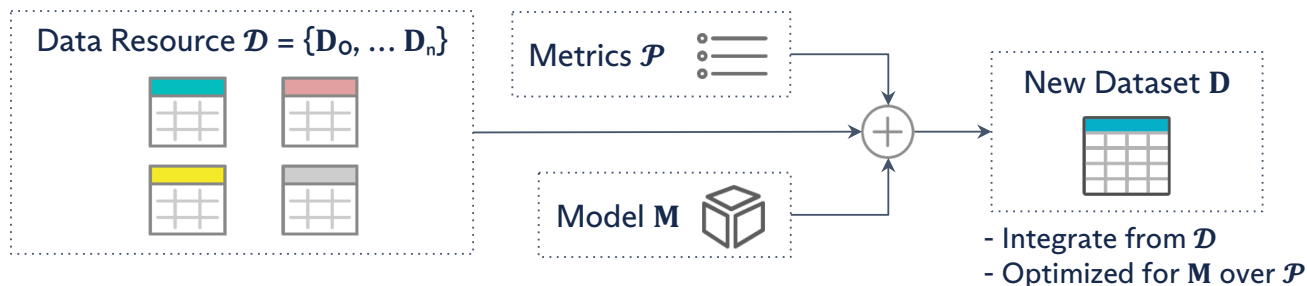 Data Resource 𝓓 = {𝐃₀, … 𝐃ₙ}
Metrics 𝓟
Model 𝐌
New Dataset 𝐃
- Integrate from 𝓓
- Optimized for 𝐌 over 𝓟